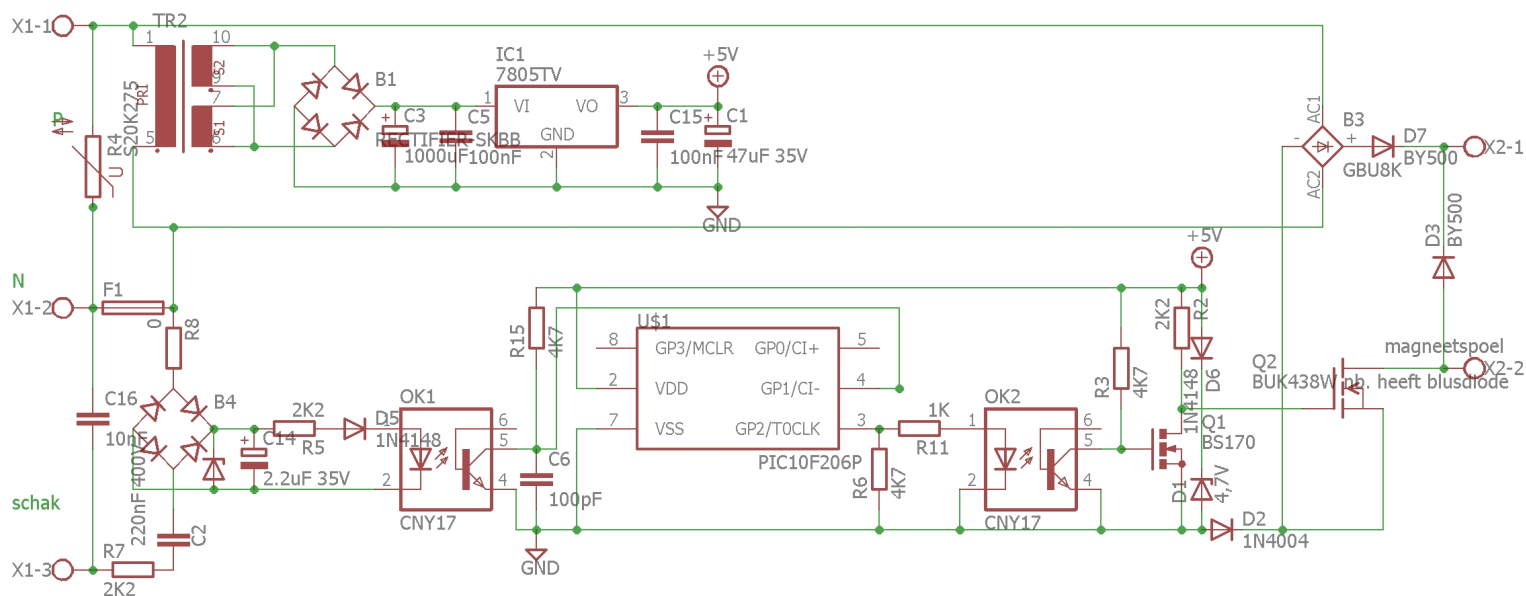 X1-1
TR2
1
10
S2
9
PRI
7
5
S1
6
P
R4
S20K275
U
B1
RECTIFIER-SKBB
C3
1000uF
C5
100nF
IC1
7805TV
1
VI
VO
3
GND
2
C15
100nF
+5V
C1
47uF 35V
GND
AC1
B3
-
+
GBU8K
AC2
D7
BY500
X2-1
D3
BY500
N
X1-2
F1
0
R8
C16
10nF
B4
220nF 400V
C2
schak
X1-3
R7
2K2
C14
2.2uF 35V
2K2
R5
D5
1N4148
OK1
1
2
6
5
4
CNY17
R15
4K7
C6
100pF
GND
U$1
8
GP3/MCLR
GP0/CI+
5
2
VDD
GP1/CI-
4
7
VSS
GP2/T0CLK
3
PIC10F206P
1K
R11
R6
4K7
OK2
1
2
6
5
4
CNY17
R3
4K7
+5V
2K2
R2
1N4148
D6
Q1
BS170
D1
4,7V
D2
1N4004
Q2
BUK438W
nb. heeft blusdiode
magneetspoel
X2-2